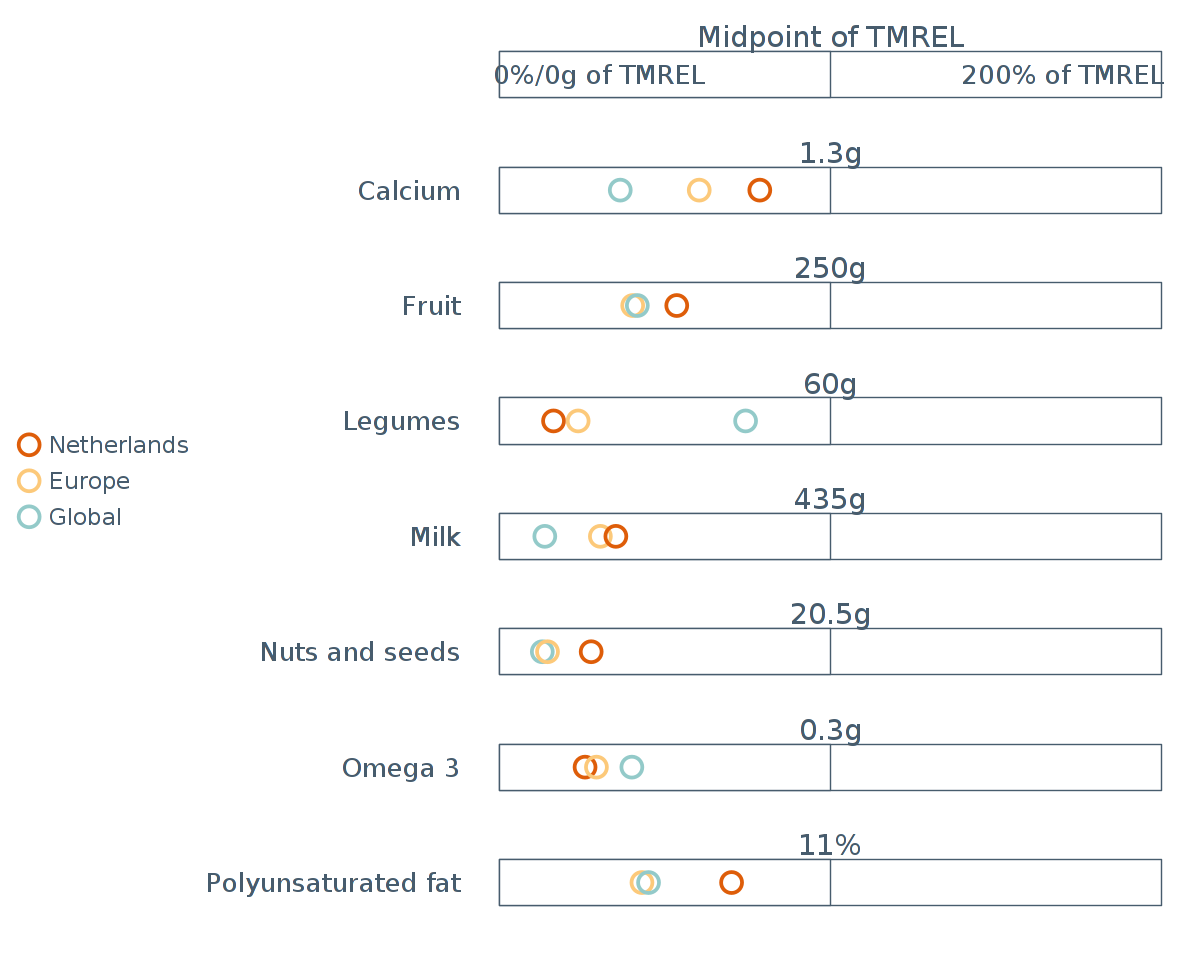 Midpoint of TMREL
0%/0g of TMREL
200% of TMREL
1.3g
Calcium
250g
Fruit
60g
Legumes
Netherlands
Europe
Global
435g
Milk
20.5g
Nuts and seeds
0.3g
Omega 3
11%
Polyunsaturated fat